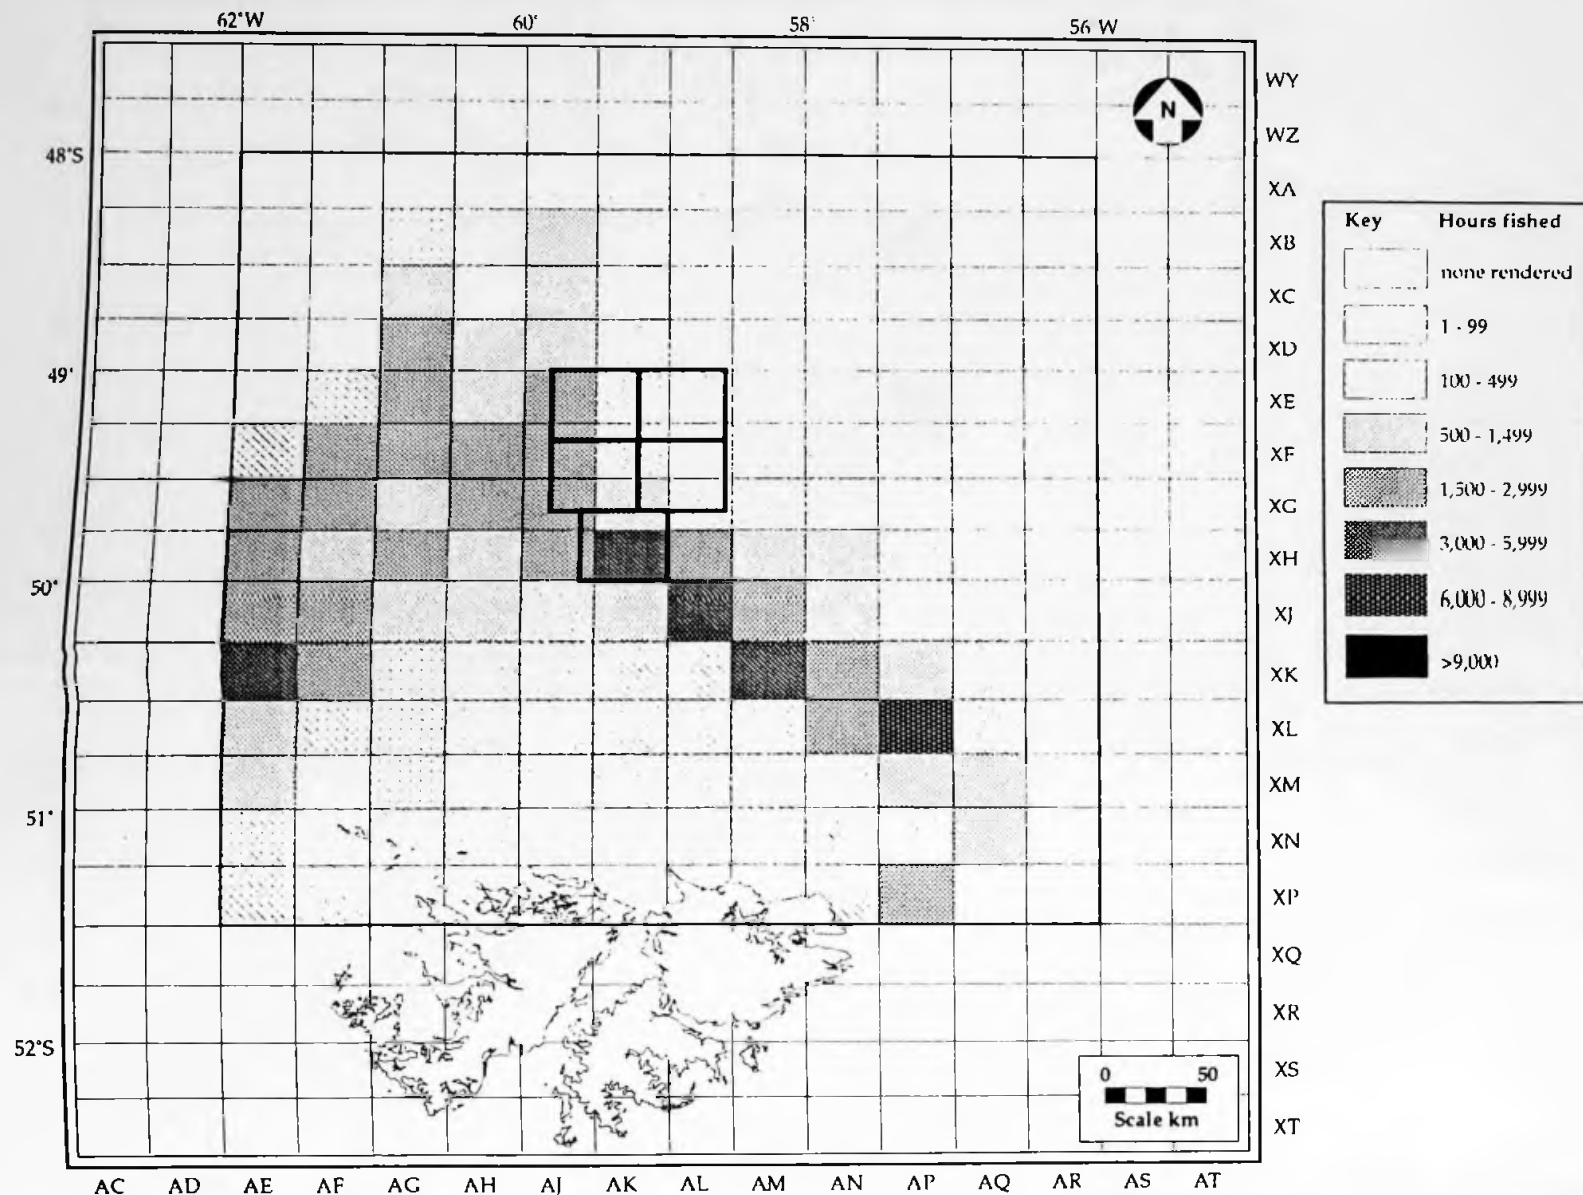 62°W 60° 58° 56 W
N
WY
WZ
48°S
XA
XB
XC
XD
49°
XE
XF
XG
XH
50°
XJ
XK
XL
XM
51°
XN
XP
XQ
XR
52°S
XS
XT
AC AD AE AF AG AH AJ AK AL AM AN AP AQ AR AS AT
Key Hours fished
none rendered
1 - 99
100 - 499
500 - 1,499
1,500 - 2,999
3,000 - 5,999
6,000 - 8,999
>9,000
0 50
Scale km